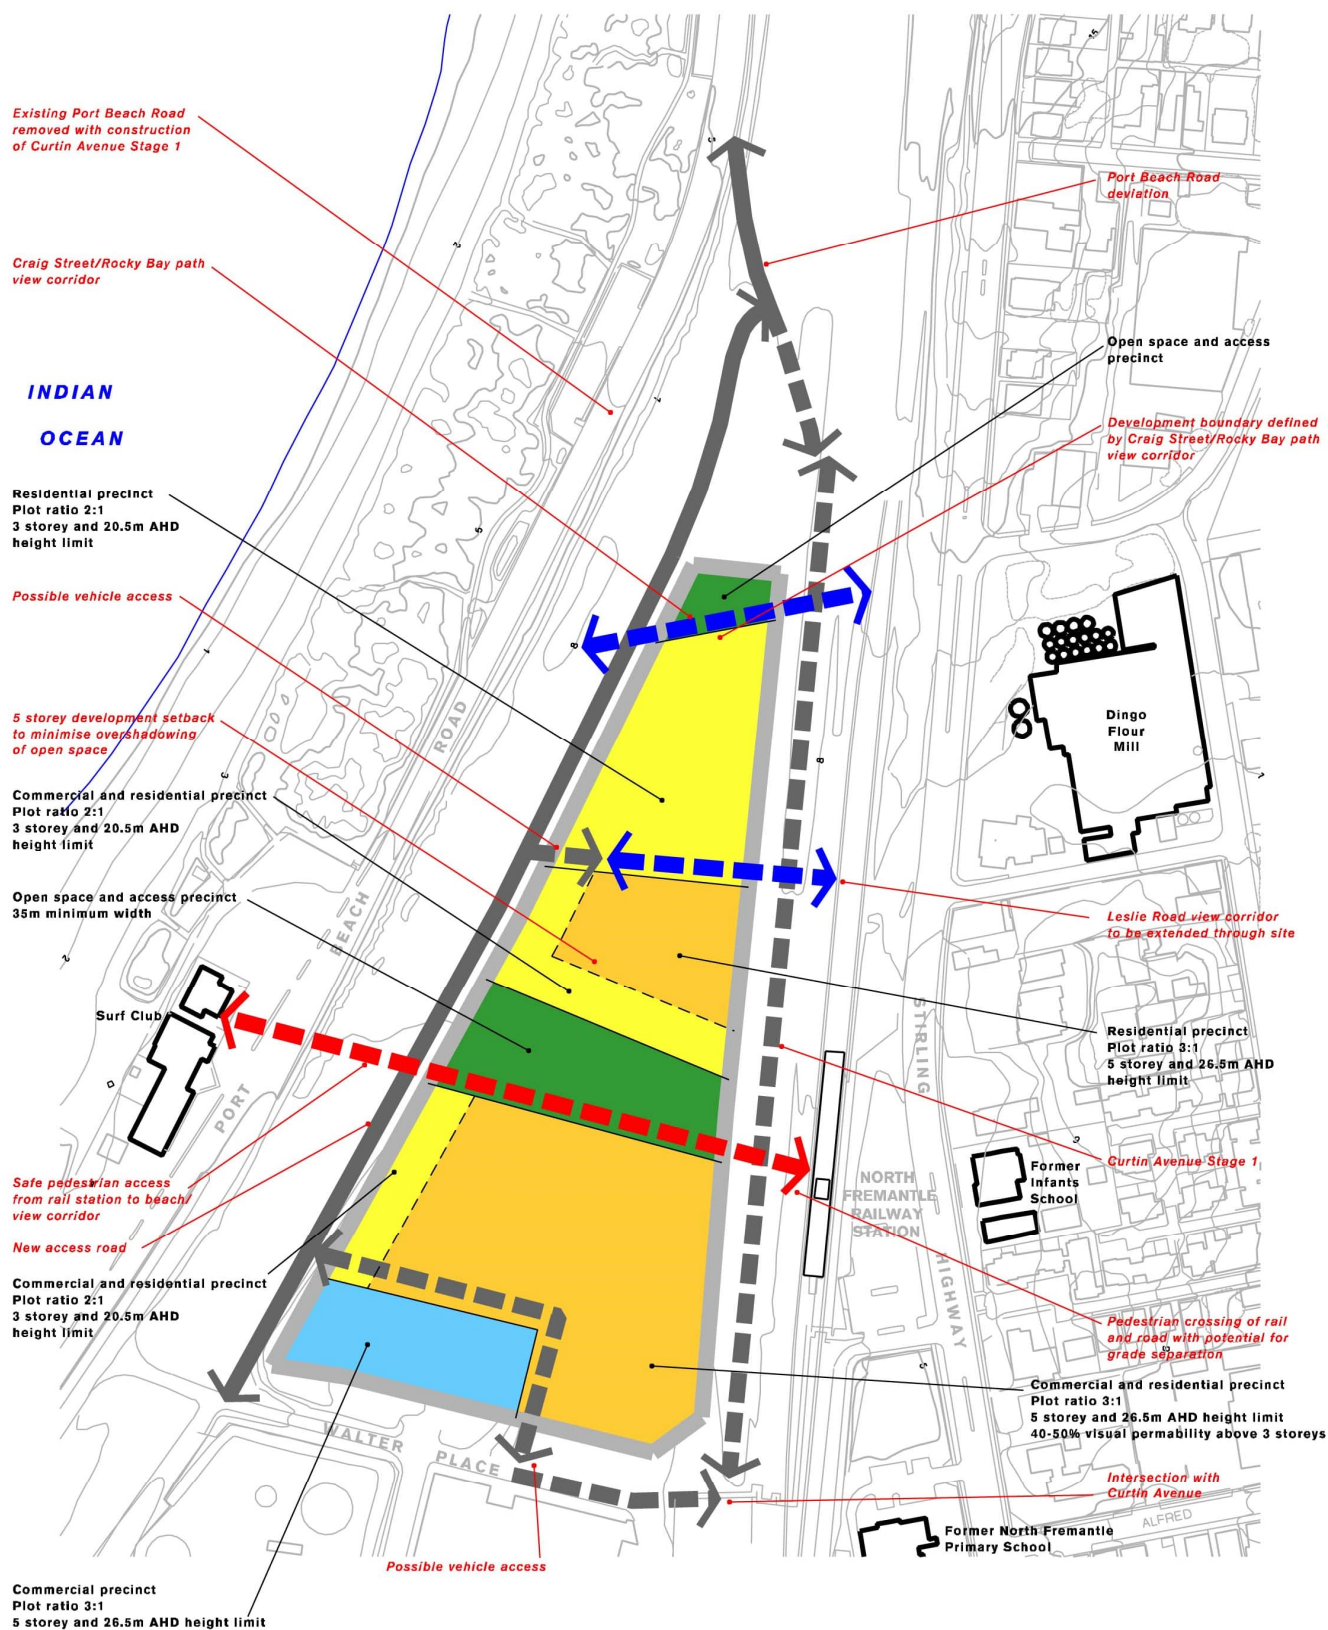 Existing Port Beach Road
removed with construction
of Curtin Avenue Stage 1
Craig Street/Rocky Bay path
view corridor
INDIAN
OCEAN
Residential precinct
Plot ratio 2:1
3 storey and 20.5m AHD
height limit
Possible vehicle access
5 storey development setback
to minimise overshadowing
of open space
Commercial and residential precinct
Plot ratio 2:1
3 storey and 20.5m AHD
height limit
Open space and access precinct
35m minimum width
Surf Club
Safe pedestrian access
from rail station to beach/
view corridor
New access road
Commercial and residential precinct
Plot ratio 2:1
3 storey and 20.5m AHD
height limit
Commercial precinct
Plot ratio 3:1
5 storey and 26.5m AHD height limit
PORT
BEACH
ROAD
WALTER
PLACE
Possible vehicle access
Port Beach Road
deviation
Open space and access
precinct
Development boundary defined
by Craig Street/Rocky Bay path
view corridor
Dingo
Flour
Mill
Leslie Road view corridor
to be extended through site
Residential precinct
Plot ratio 3:1
5 storey and 26.5m AHD
height limit
STIRLING
HIGHWAY
Curtin Avenue Stage 1
Former
Infants
School
NORTH
FREMANTLE
RAILWAY
STATION
Pedestrian crossing of rail
and road with potential for
grade separation
Commercial and residential precinct
Plot ratio 3:1
5 storey and 26.5m AHD height limit
40-50% visual permability above 3 storeys
Intersection with
Curtin Avenue
ALFRED
Former North Fremantle
Primary School